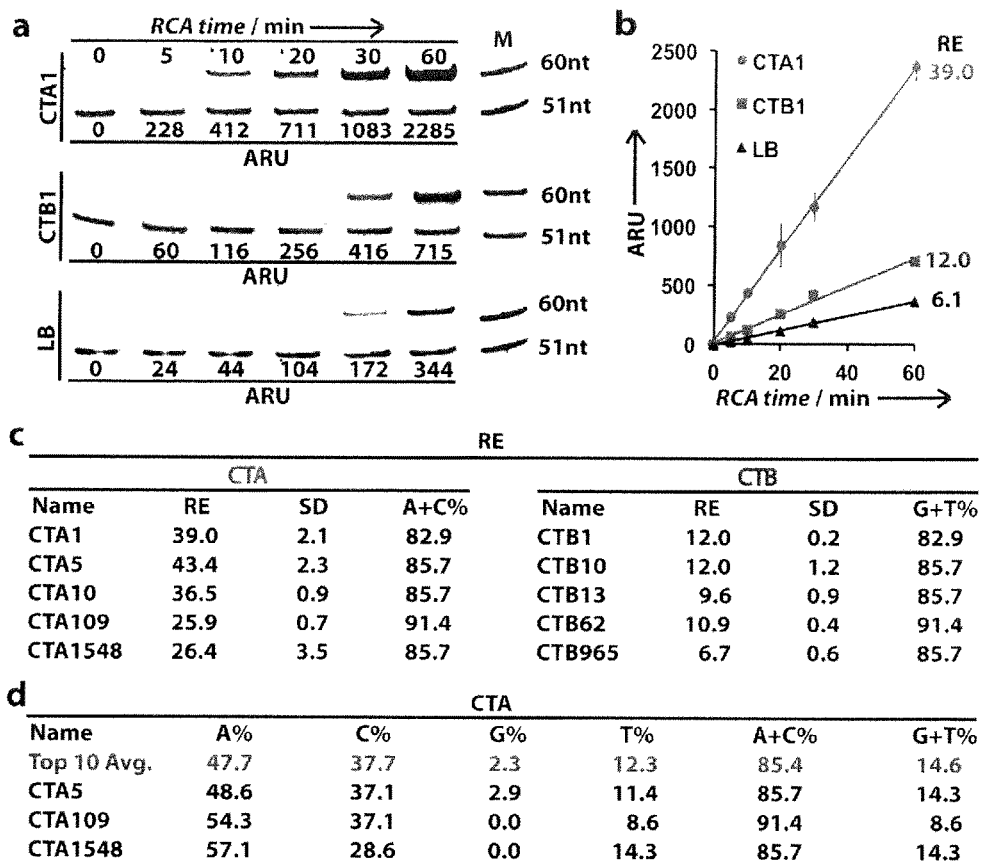 a
RCA time / min
0 5 10 20 30 60 M
CTA1
60nt
51nt
0 228 412 711 1083 2285
ARU
CTB1
60nt
51nt
0 60 116 256 416 715
ARU
LB
60nt
51nt
0 24 44 104 172 344
ARU
b
RE
2500
2000
1500
1000
500
0
ARU
CTA1
CTB1
LB
39.0
12.0
6.1
0 20 40 60
RCA time / min
c
RE
CTA CTB
Name RE SD A+C% Name RE SD G+T%
CTA1 39.0 2.1 82.9 CTB1 12.0 0.2 82.9
CTA5 43.4 2.3 85.7 CTB10 12.0 1.2 85.7
CTA10 36.5 0.9 85.7 CTB13 9.6 0.9 85.7
CTA109 25.9 0.7 91.4 CTB62 10.9 0.4 91.4
CTA1548 26.4 3.5 85.7 CTB965 6.7 0.6 85.7
d
CTA
Name A% C% G% T% A+C% G+T%
Top 10 Avg. 47.7 37.7 2.3 12.3 85.4 14.6
CTA5 48.6 37.1 2.9 11.4 85.7 14.3
CTA109 54.3 37.1 0.0 8.6 91.4 8.6
CTA1548 57.1 28.6 0.0 14.3 85.7 14.3